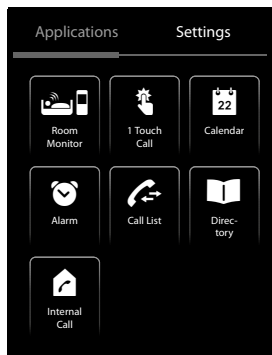 Applications Settings
Room
Monitor
1 Touch
Call
22
Calendar
Alarm
Call List
Direc-
tory
Internal
Call